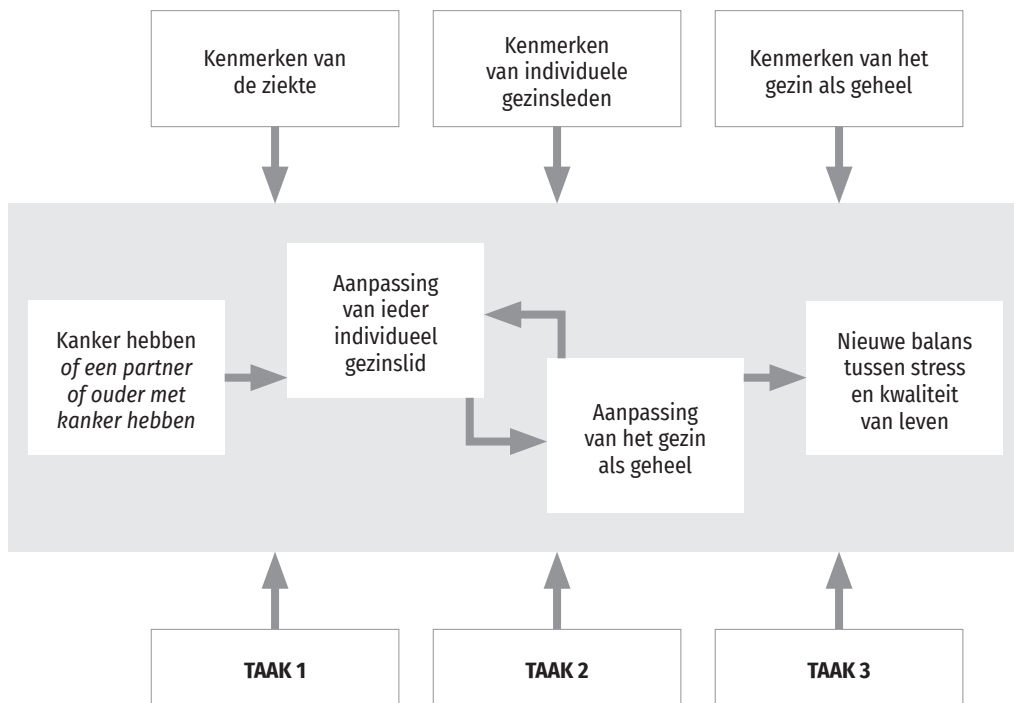 Kenmerken van
de ziekte
Kenmerken
van individuele
gezinsleden
Kenmerken van het
gezin als geheel
Kanker hebben
of een partner
of ouder met
kanker hebben
Aanpassing
van ieder
individueel
gezinslid
Aanpassing
van het gezin
als geheel
Nieuwe balans
tussen stress
en kwaliteit
van leven
TAAK 1
TAAK 2
TAAK 3